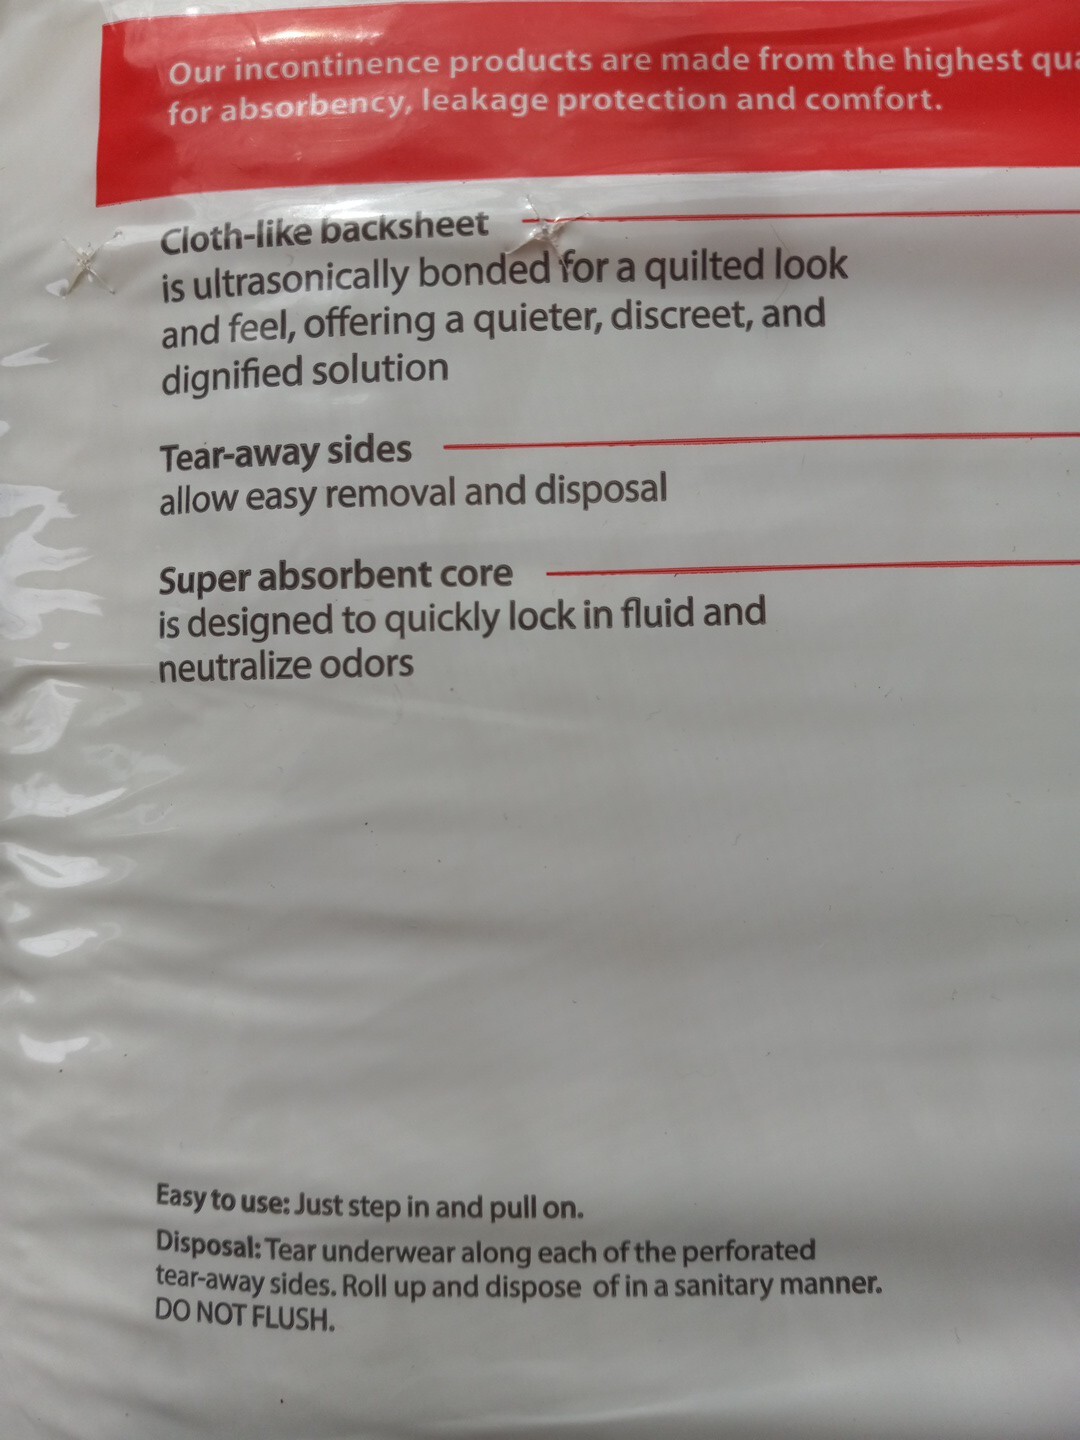 Our incontinence products are made from the highest
for absorbency, leakage protection and comfort.
Cloth-like backsheet
is ultrasonically bonded for a quilted look
and feel, offering a quieter, discreet, and
dignified solution
Tear-away sides
allow easy removal and disposal
Super absorbent core
is designed to quickly lock in fluid and
neutralize odors
Easy to use: Just step in and pull on.
Disposal: Tear underwear along each of the perforated
tear-away sides. Roll up and dispose of in a sanitary manner.
DO NOT FLUSH.